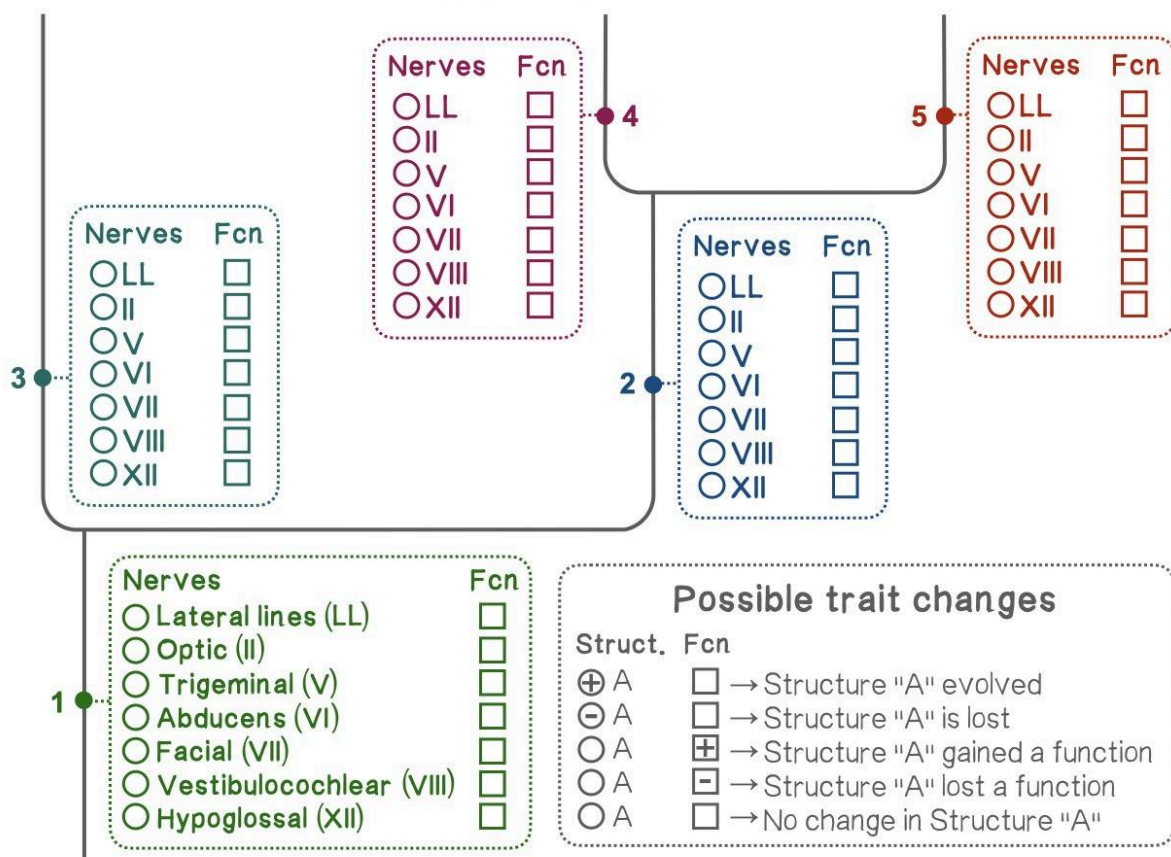 Nerves Fcn
LL
II
V
VI
VII
VIII
XII
4
5
Nerves Fcn
LL
II
V
VI
VII
VIII
XII
Nerves Fcn
LL
II
V
VI
VII
VIII
XII
3
2
Nerves Fcn
LL
II
V
VI
VII
VIII
XII
1
Nerves Fcn
Lateral lines (LL)
Optic (II)
Trigeminal (V)
Abducens (VI)
Facial (VII)
Vestibulocochlear (VIII)
Hypoglossal (XII)
Possible trait changes
Struct. Fcn
+ A → Structure "A" evolved
- A → Structure "A" is lost
A + → Structure "A" gained a function
A - → Structure "A" lost a function
A → No change in Structure "A"